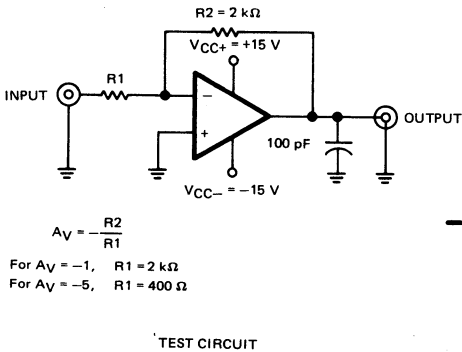 R2 = 2 kΩ
VCC+ = +15 V
R1
INPUT
−
+
OUTPUT
100 pF
VCC− = −15 V
AV = −R2/R1
For AV = −1, R1 = 2 kΩ
For AV = −5, R1 = 400 Ω
TEST CIRCUIT